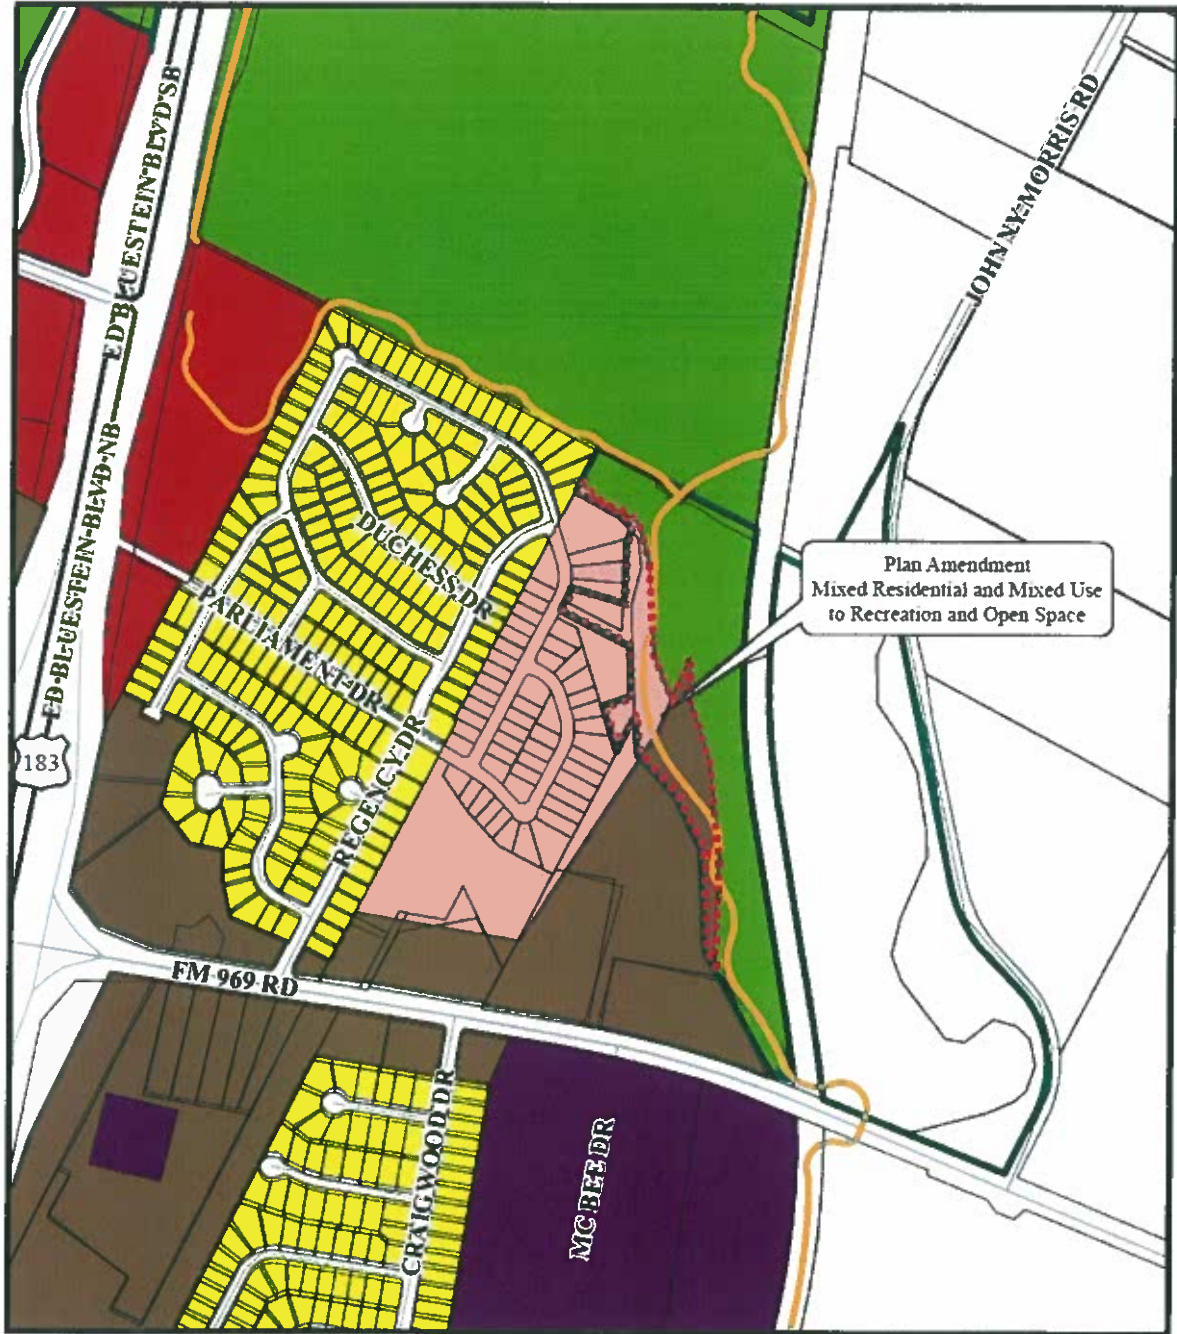 ED BLUESTEIN BLVD SB
JOHNNY MORRIS RD
ED BLUESTEIN BLVD NB
DUCHESS DR
Plan Amendment
Mixed Residential and Mixed Use
to Recreation and Open Space
PARLIAMENT DR
REGENCY DR
183
FM 969 RD
CRAIGWOOD DR
MC BEE DR